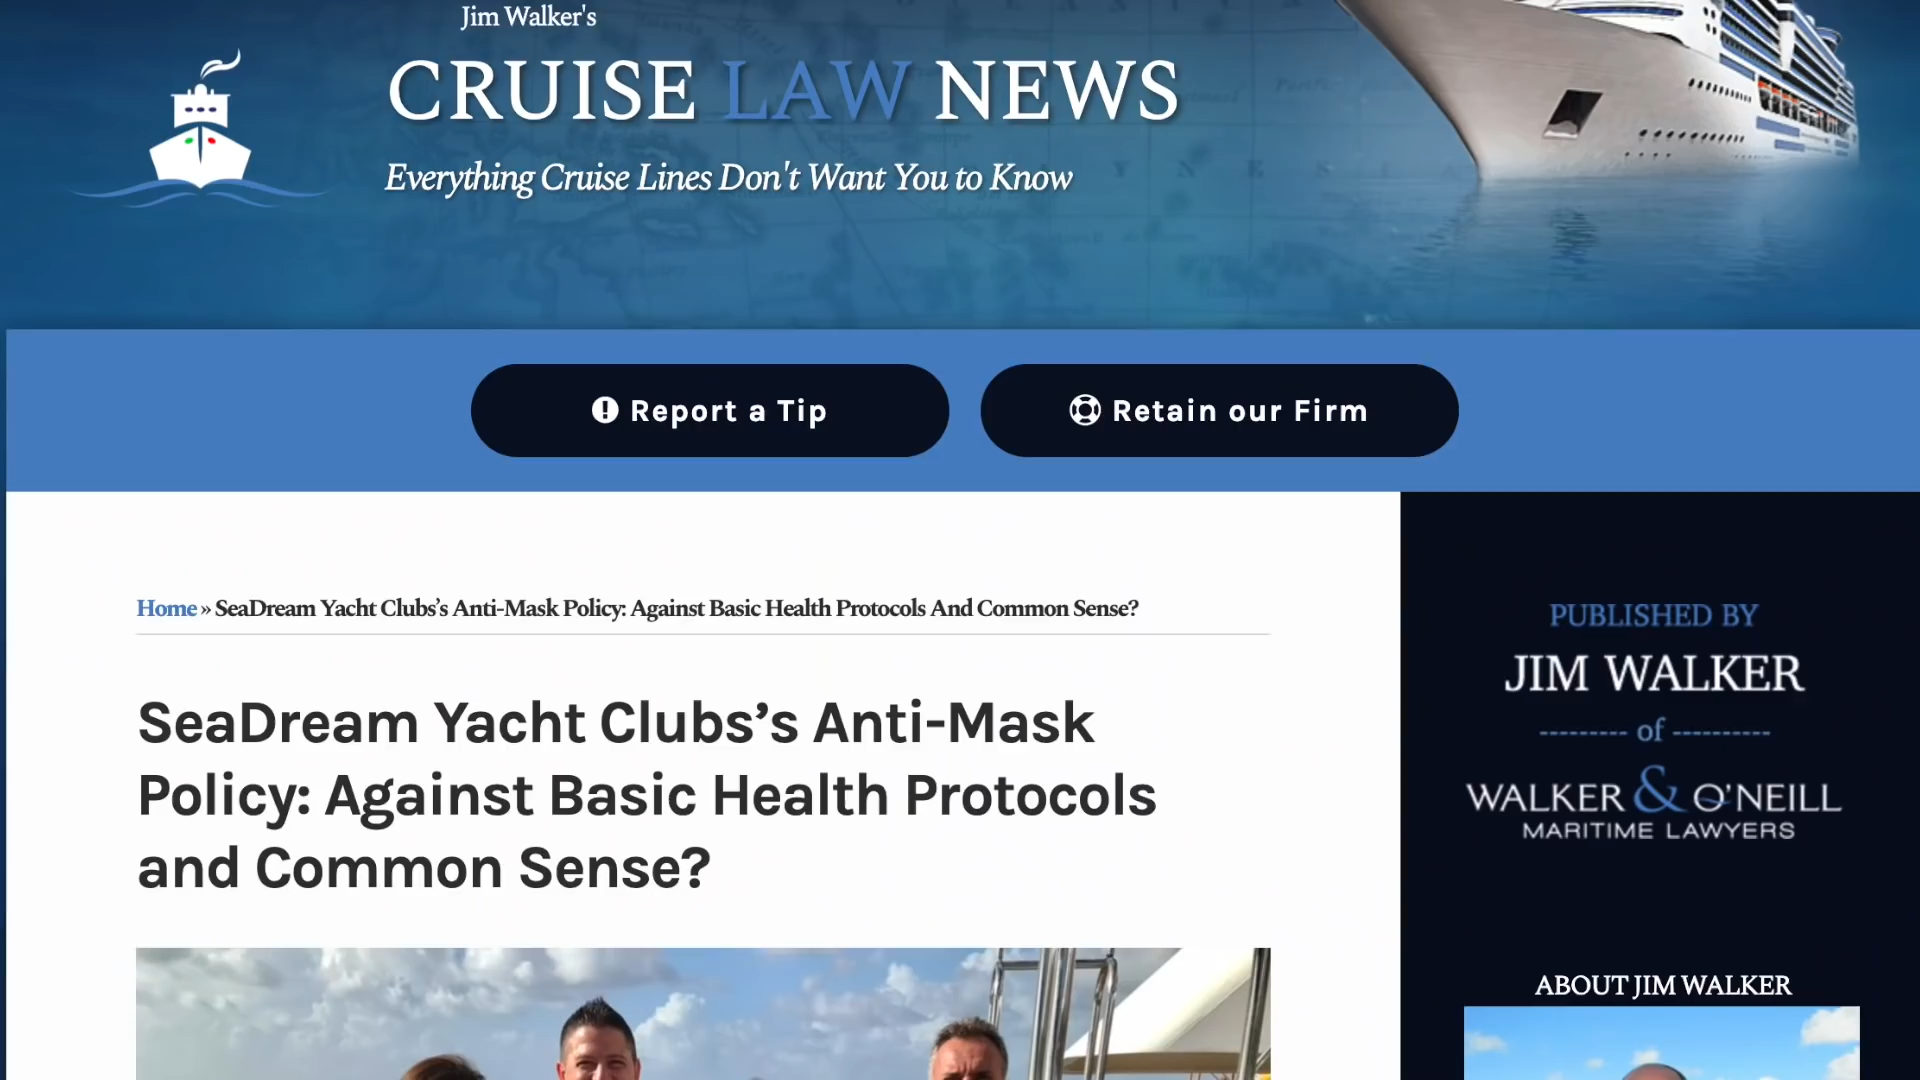 Jim Walker's
CRUISE LAW NEWS
Everything Cruise Lines Don't Want You to Know
Report a Tip
Retain our Firm
Home » SeaDream Yacht Clubs’s Anti-Mask Policy: Against Basic Health Protocols And Common Sense?
SeaDream Yacht Clubs’s Anti-Mask
Policy: Against Basic Health Protocols
and Common Sense?
PUBLISHED BY
JIM WALKER
--------- of ----------
WALKER & O'NEILL
MARITIME LAWYERS
ABOUT JIM WALKER